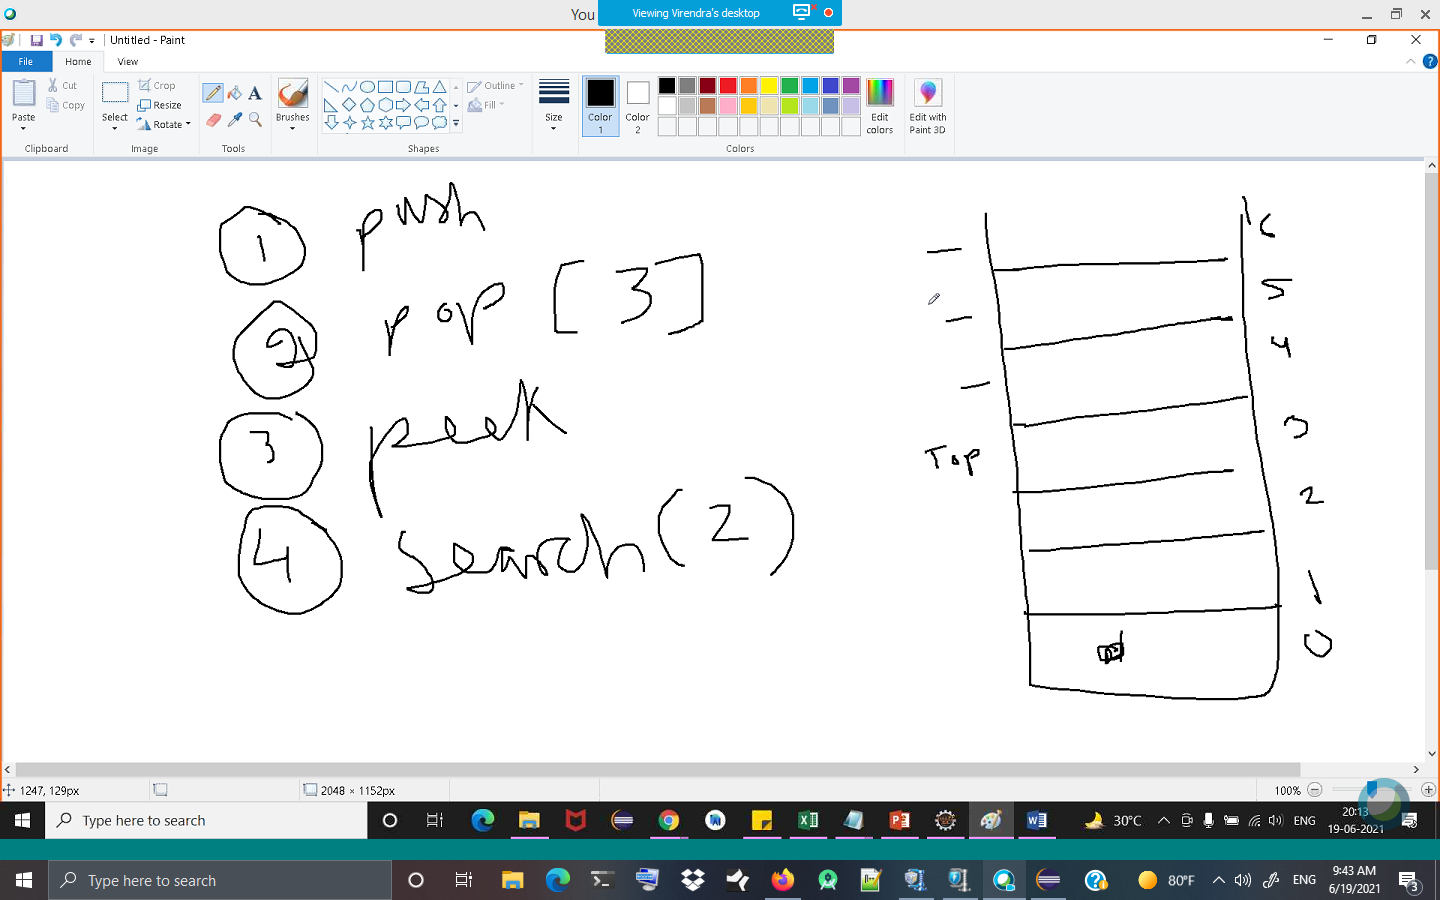 You
Viewing Virendra's desktop
Untitled - Paint
File Home View
Cut
Copy
Paste
Clipboard
Crop
Resize
Rotate
Select
Image
Tools
Brushes
Outline
Fill
Shapes
Size
Color 1
Color 2
Edit colors
Colors
Edit with Paint 3D
1 push
2 pop [3]
3 peek
4 search (2)
6
5
4
3
Top
2
1
0
1247, 129px
2048 × 1152px
100%
Type here to search
30°C
ENG
20:13
19-06-2021
Type here to search
80°F
ENG
9:43 AM
6/19/2021
3